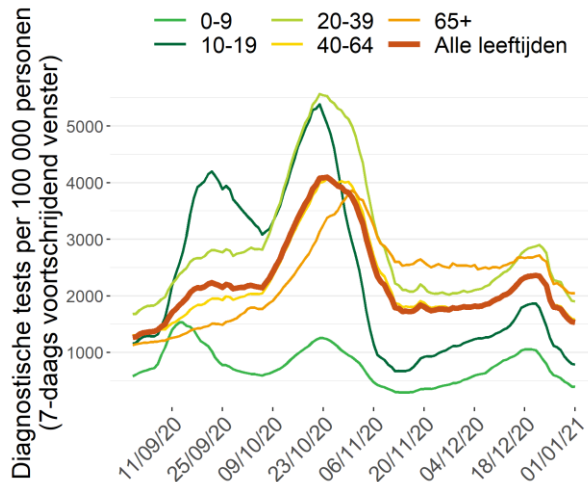 0-9 20-39 65+
10-19 40-64 Alle leeftijden
Diagnostische tests per 100 000 personen
(7-daags voortschrijdend venster)
5000
4000
3000
2000
1000
11/09/20 25/09/20 09/10/20 23/10/20 06/11/20 20/11/20 04/12/20 18/12/20 01/01/21